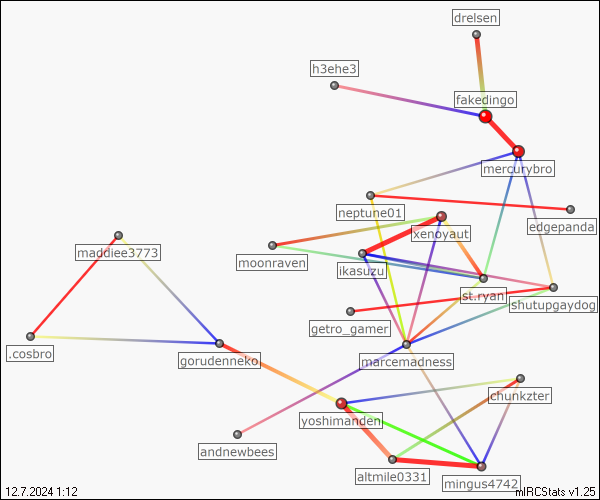 drelsen
h3ehe3
fakedingo
mercurybro
neptune01
edgepanda
xenoyaut
maddiee3773
moonraven
ikasuzu
st.ryan
shutupgaydog
getro_gamer
.cosbro
gorudenneko
marcemadness
chunkzter
yoshimanden
andnewbees
altmile0331
mingus4742
12.7.2024 1:12
mIRCStats v1.25